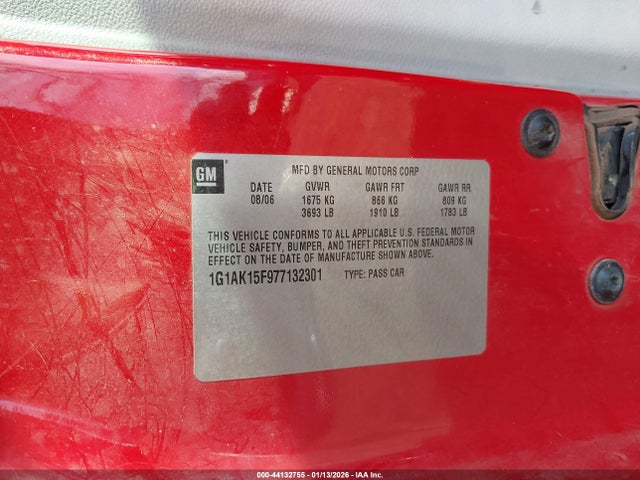 GM
MFD BY GENERAL MOTORS CORP
DATE GVWR GAWR FRT GAWR RR
08/06 1675 KG 866 KG 809 KG
3693 LB 1910 LB 1783 LB
THIS VEHICLE CONFORMS TO ALL APPLICABLE U.S. FEDERAL MOTOR
VEHICLE SAFETY, BUMPER, AND THEFT PREVENTION STANDARDS IN
EFFECT ON THE DATE OF MANUFACTURE SHOWN ABOVE.
1G1AK15F977132301 TYPE: PASS CAR
000-44132755 - 01/13/2026 - IAA Inc.